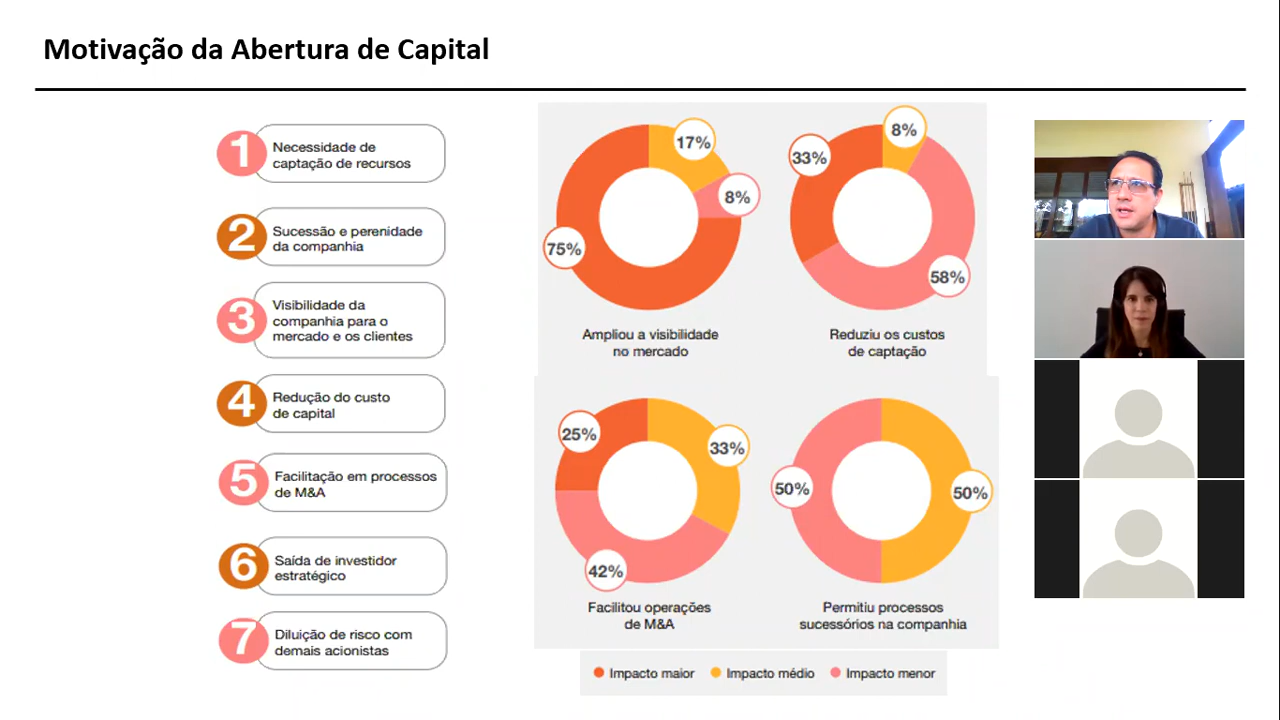 Motivação da Abertura de Capital
1
Necessidade de
captação de recursos
2
Sucessão e perenidade
da companhia
3
Visibilidade da
companhia para o
mercado e os clientes
4
Redução do custo
de capital
5
Facilitação em processos
de M&A
6
Saída de investidor
estratégico
7
Diluição de risco com
demais acionistas
17%
8%
75%
Ampliou a visibilidade
no mercado
8%
33%
58%
Reduziu os custos
de captação
25%
33%
42%
Facilitou operações
de M&A
50%
50%
Permitiu processos
sucessórios na companhia
Impacto maior Impacto médio Impacto menor